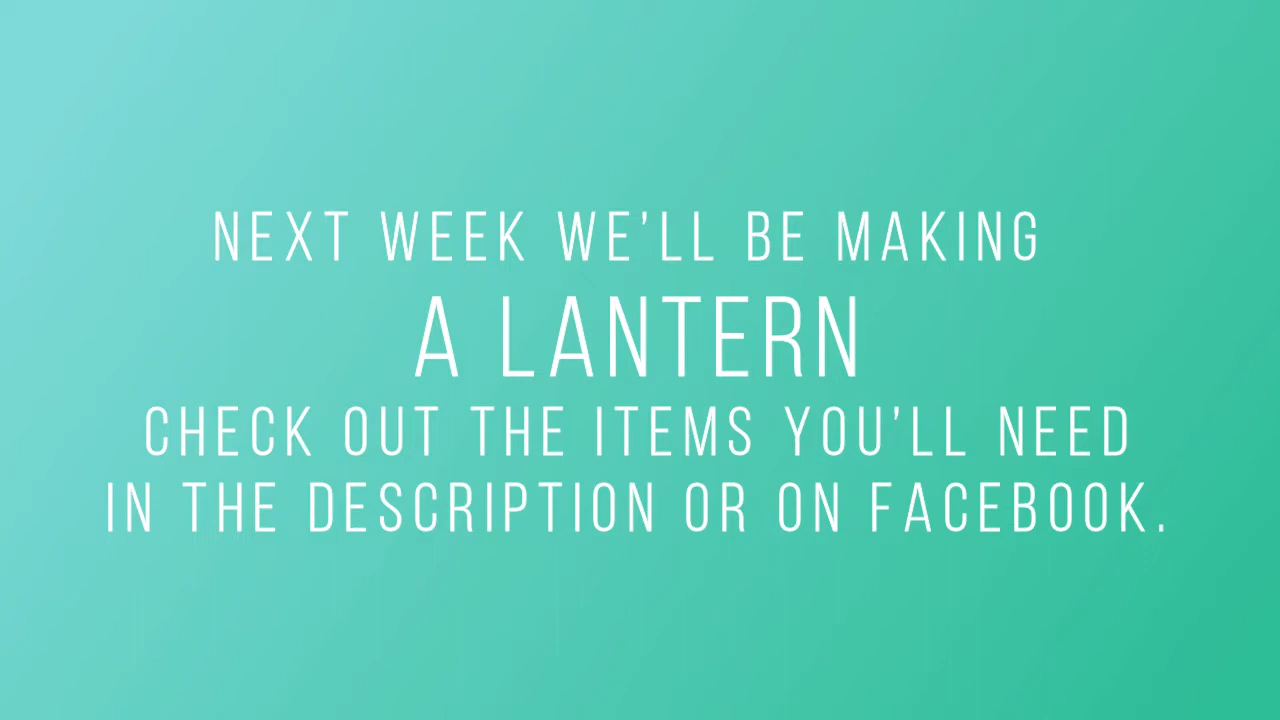 NEXT WEEK WE’LL BE MAKING
A LANTERN
CHECK OUT THE ITEMS YOU’LL NEED
IN THE DESCRIPTION OR ON FACEBOOK.